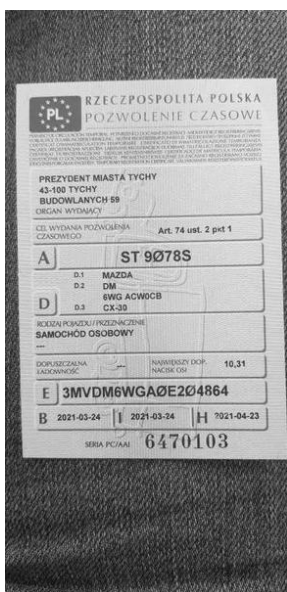 PL
RZECZPOSPOLITA POLSKA
POZWOLENIE CZASOWE
PREZYDENT MIASTA TYCHY
43-100 TYCHY
BUDOWLANYCH 59
ORGAN WYDAJĄCY
CEL WYDANIA POZWOLENIA CZASOWEGO Art. 74 ust. 2 pkt 1
A ST 9Ø78S
D.1 MAZDA
D.2 DM
D 6WG ACW0CB
D.3 CX-30
RODZAJ POJAZDU / PRZEZNACZENIE
SAMOCHÓD OSOBOWY
---
DOPUSZCZALNA ŁADOWNOŚĆ --- NAJWIĘKSZY DOP. NACISK OSI 10,31
E 3MVDM6WGAØE2Ø4864
B 2021-03-24 I 2021-03-24 H 2021-04-23
SERIA PC/AAI 6470103